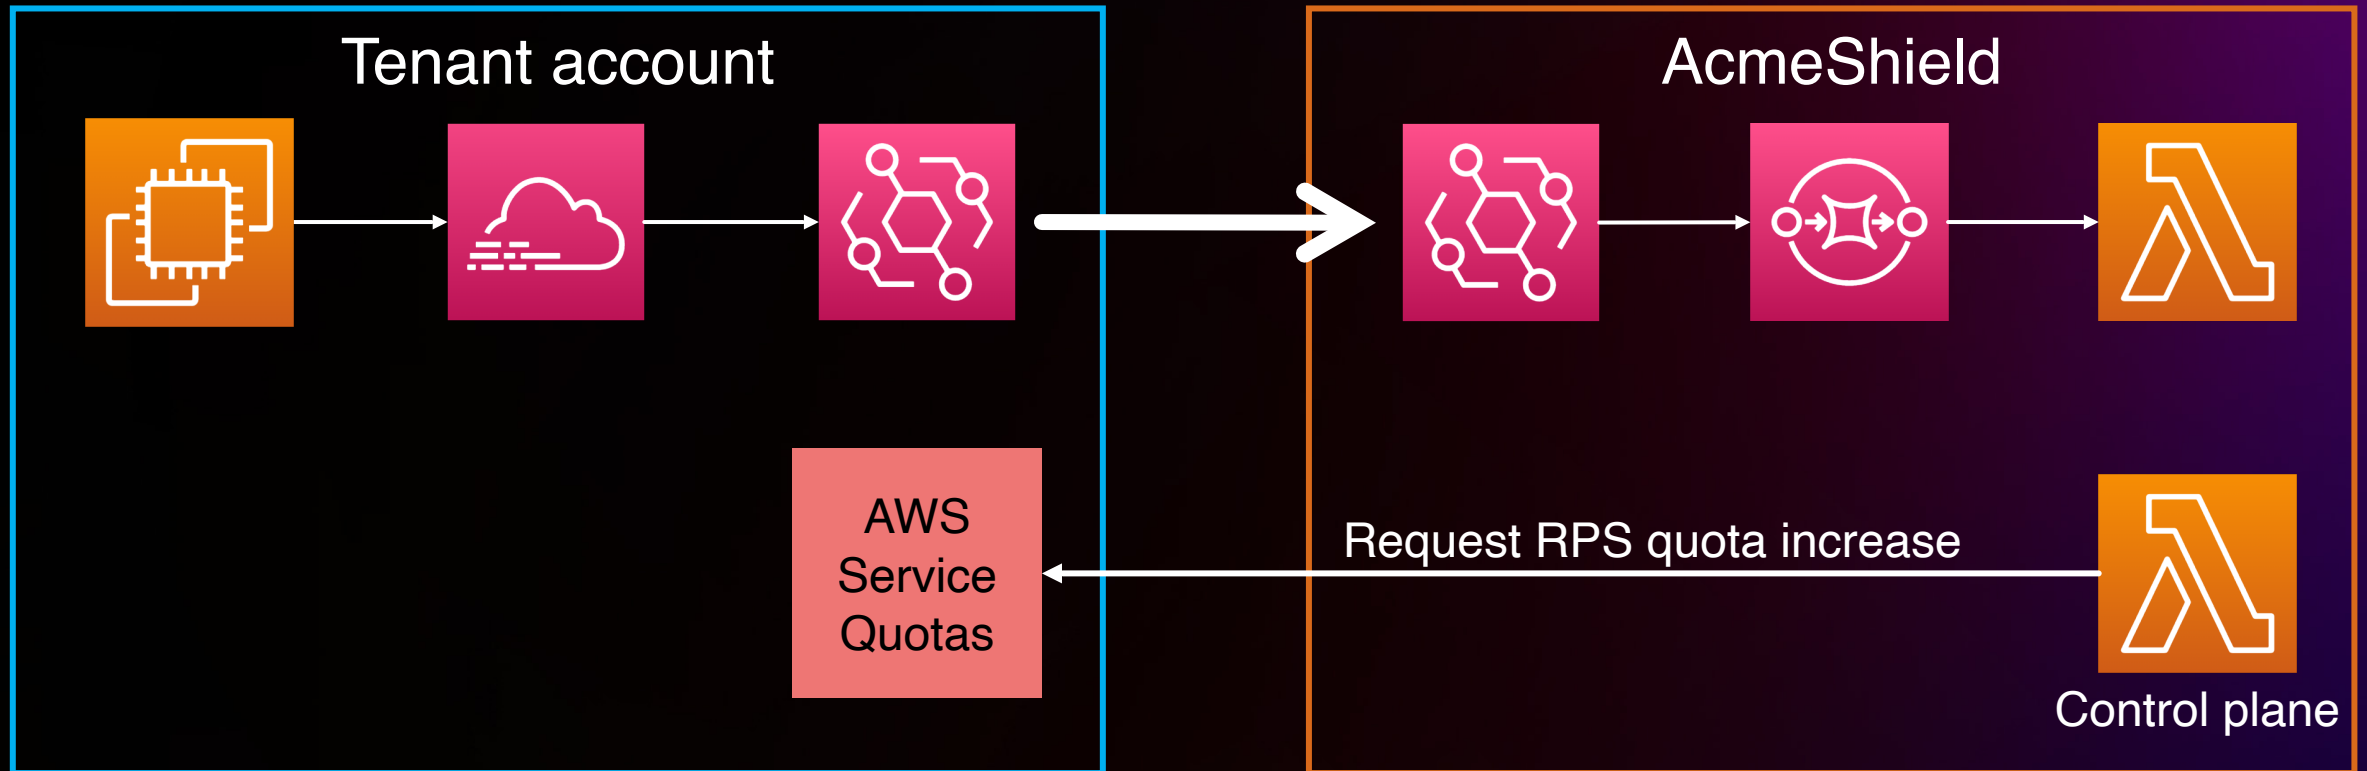 Tenant account
AcmeShield
AWS
Service
Quotas
Request RPS quota increase
Control plane